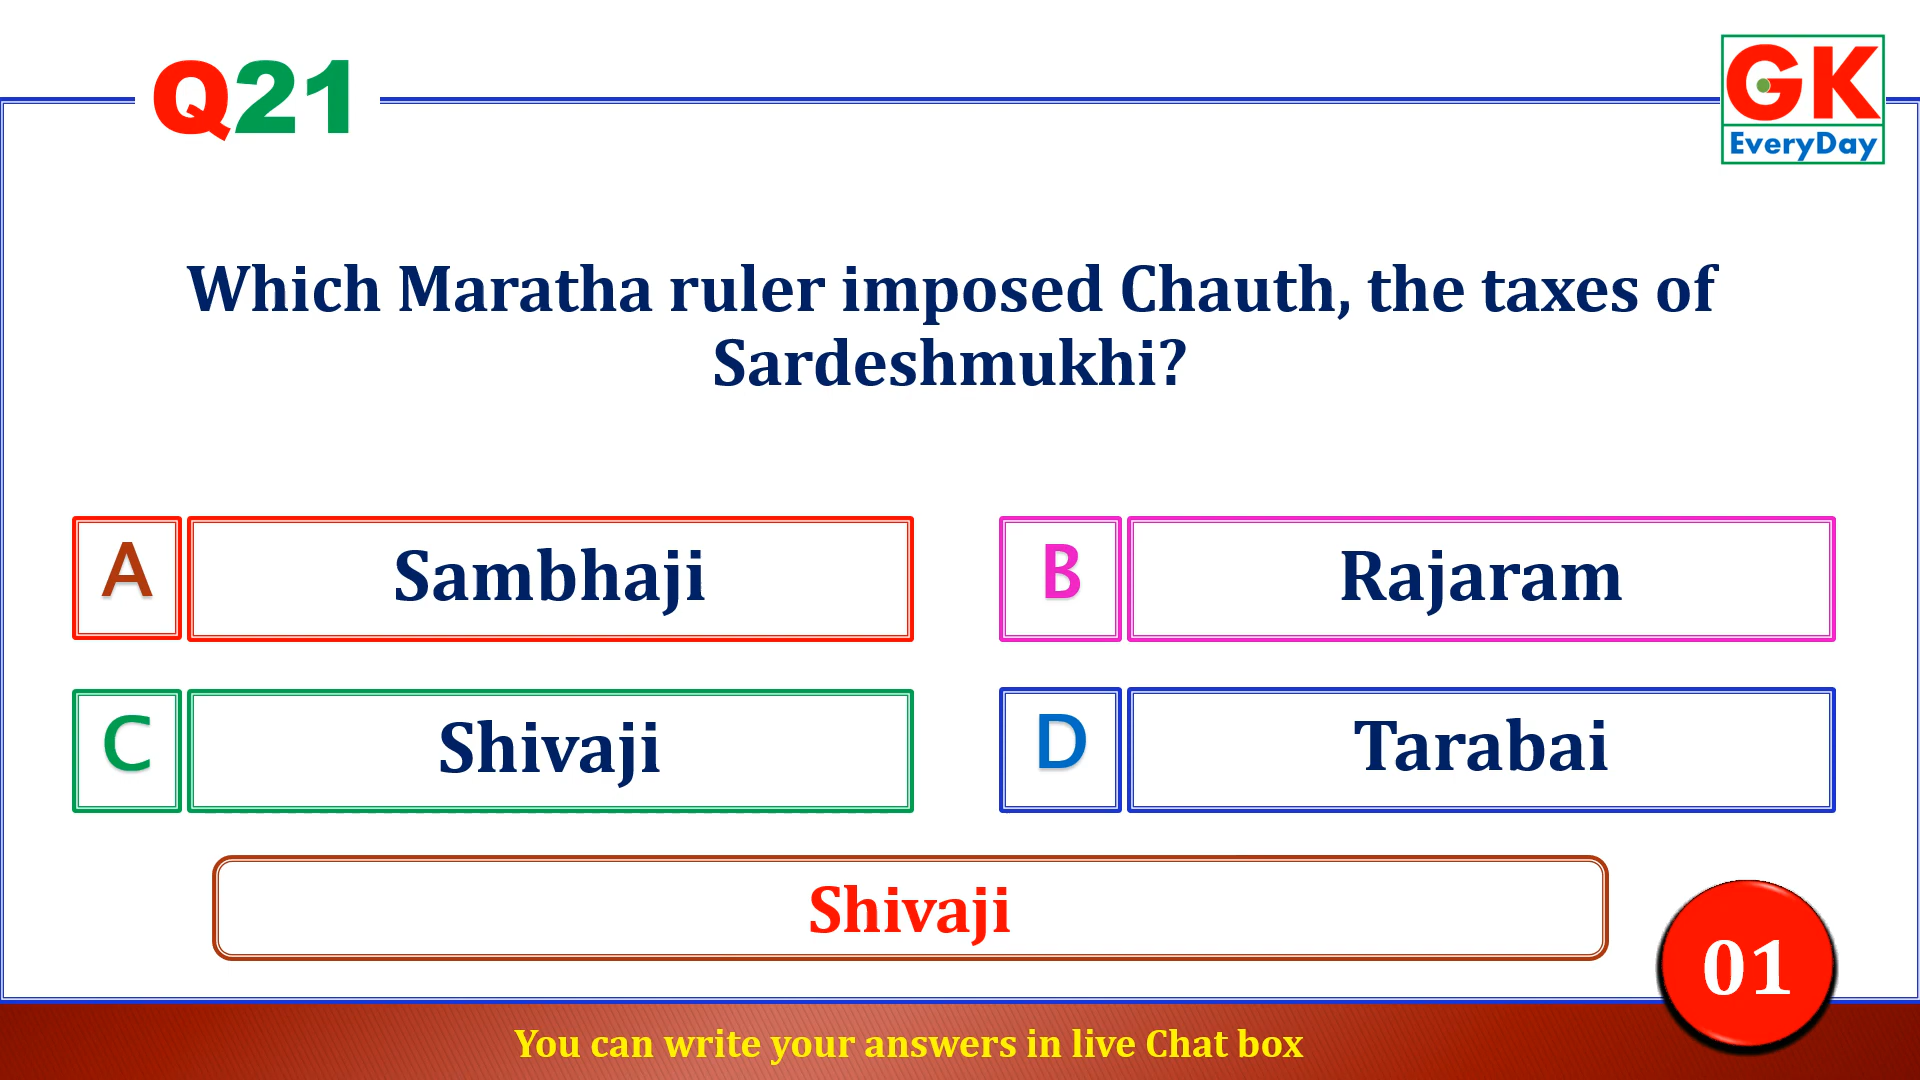 Q21
GK
EveryDay
Which Maratha ruler imposed Chauth, the taxes of
Sardeshmukhi?
A Sambhaji
B Rajaram
C Shivaji
D Tarabai
Shivaji
01
You can write your answers in live Chat box